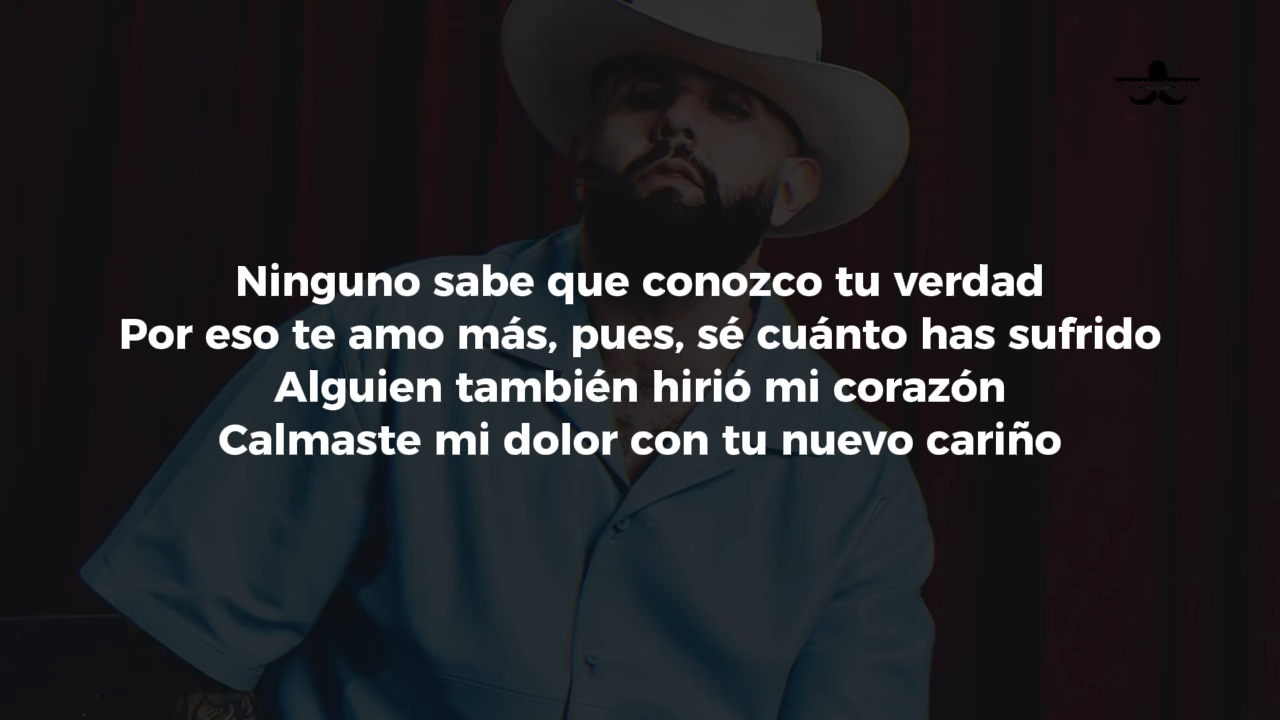 Ninguno sabe que conozco tu verdad
Por eso te amo más, pues, sé cuánto has sufrido
Alguien también hirió mi corazón
Calmaste mi dolor con tu nuevo cariño